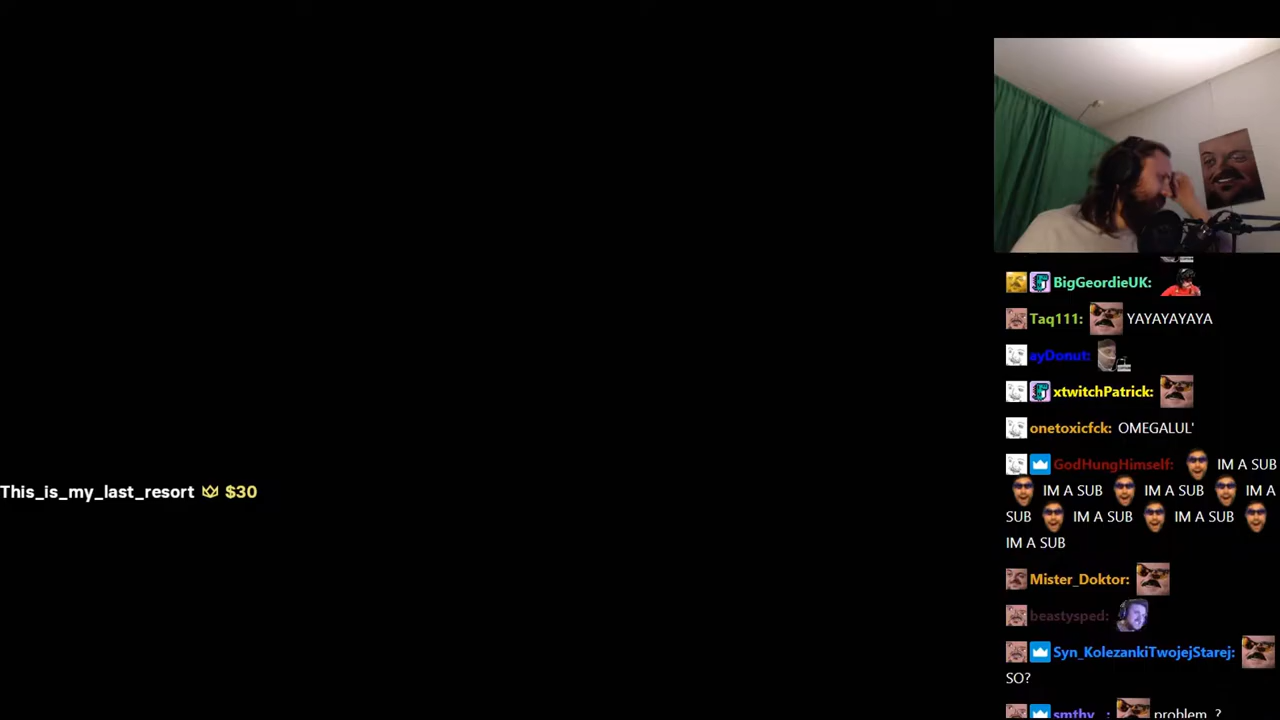 BigGeordieUK:
Taq111: YAYAYAYAYA
ayDonut:
xtwitchPatrick:
onetoxicfck: OMEGALUL'
GodHungHimself: IM A SUB
IM A SUB IM A SUB IM A
SUB IM A SUB IM A SUB
IM A SUB
This_is_my_last_resort $30
Mister_Doktor:
beastysped:
Syn_KolezankiTwojejStarej:
SO?
smthy_: problem ?